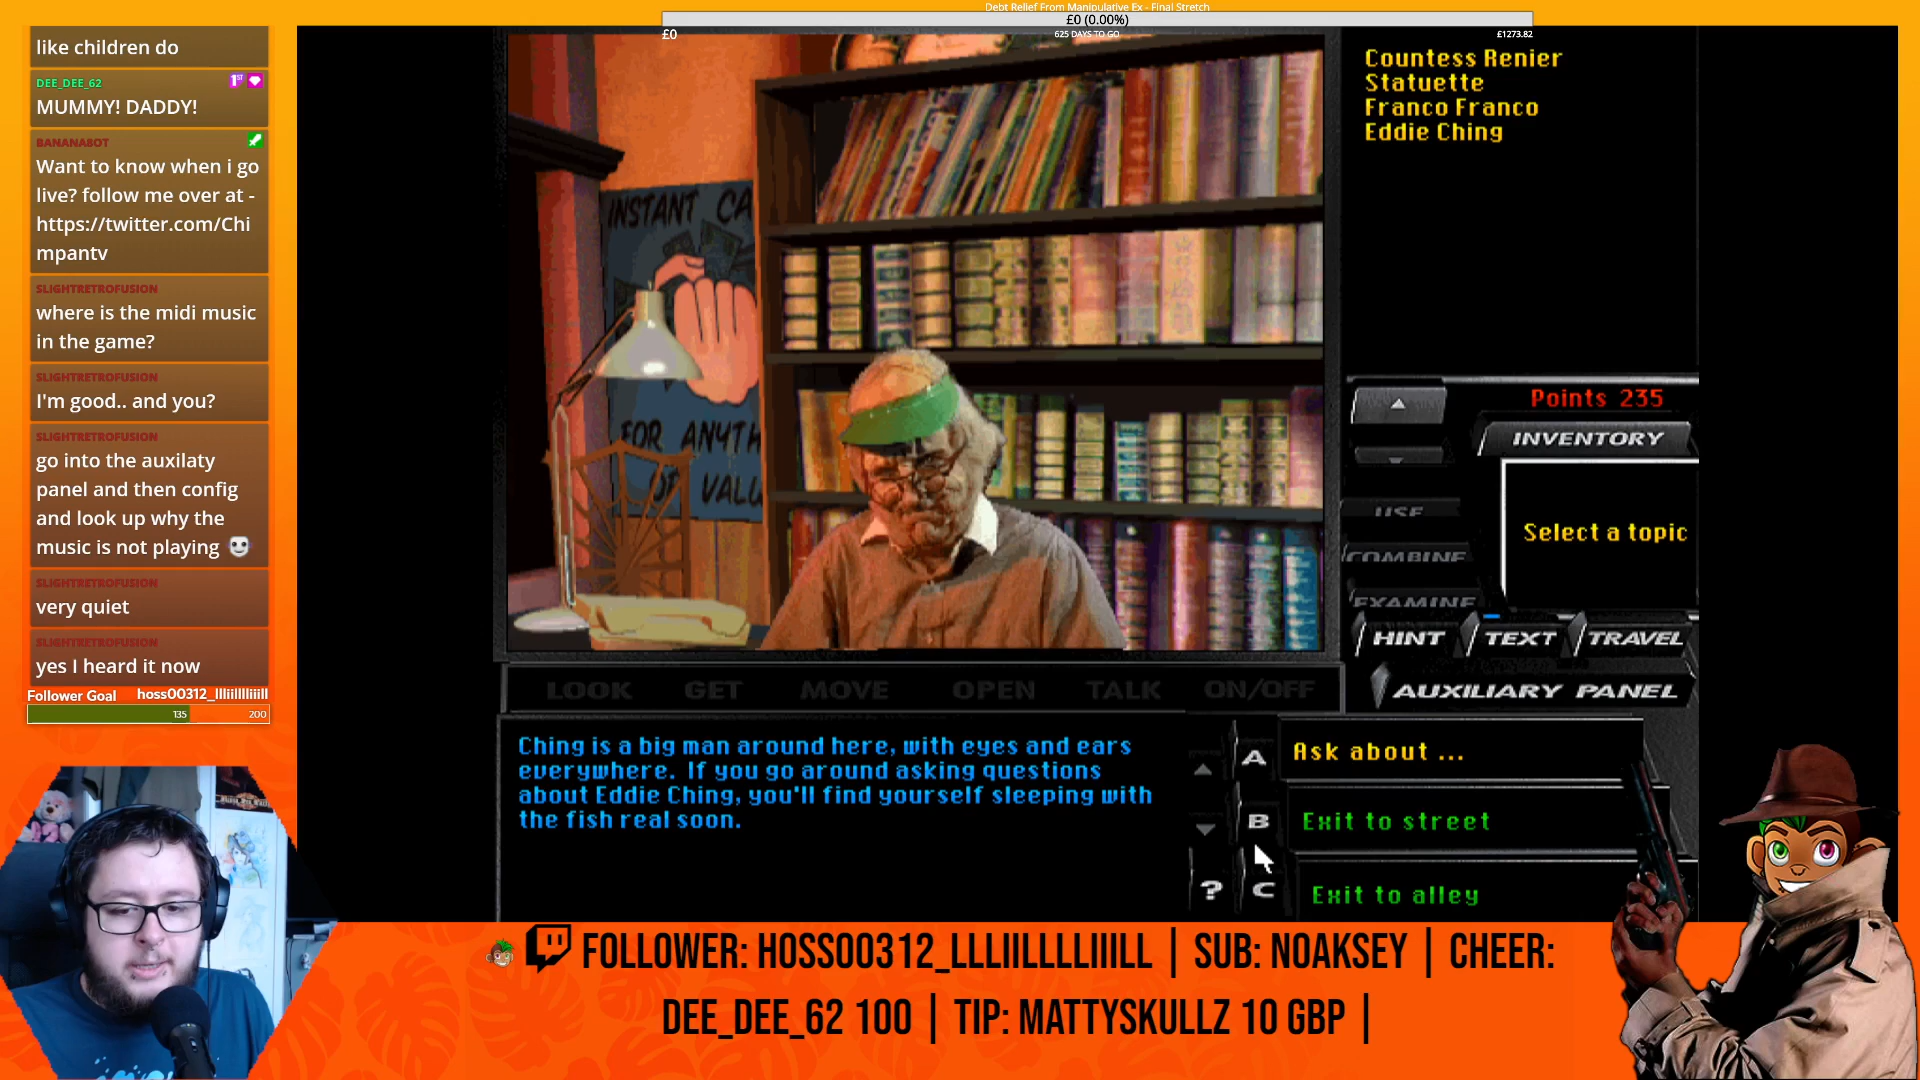 Debt Relief From Manipulative Ex - Final Stretch
£0 (0.00%)
£0
625 DAYS TO GO
£1273.82
like children do
DEE_DEE_62
1ST
MUMMY! DADDY!
BANANABOT
Want to know when i go
live? follow me over at -
https://twitter.com/Chi
mpantv
SLIGHTRETROFUSION
where is the midi music
in the game?
SLIGHTRETROFUSION
I'm good.. and you?
SLIGHTRETROFUSION
go into the auxilaty
panel and then config
and look up why the
music is not playing
SLIGHTRETROFUSION
very quiet
SLIGHTRETROFUSION
yes I heard it now
Follower Goal
135
200
INSTANT CA
FOR ANYTH
OF VALU
Countess Renier
Statuette
Franco Franco
Eddie Ching
Points 235
INVENTORY
USE
COMBINE
EXAMINE
Select a topic
HINT
TEXT
TRAVEL
AUXILIARY PANEL
LOOK
GET
MOVE
OPEN
TALK
ON/OFF
Ching is a big man around here, with eyes and ears
everywhere. If you go around asking questions
about Eddie Ching, you'll find yourself sleeping with
the fish real soon.
?
A
Ask about ...
B
Exit to street
C
Exit to alley
FOLLOWER: HOSS00312_LLLIILLLLIIILL | SUB: NOAKSEY | CHEER:
DEE_DEE_62 100 | TIP: MATTYSKULLZ 10 GBP |